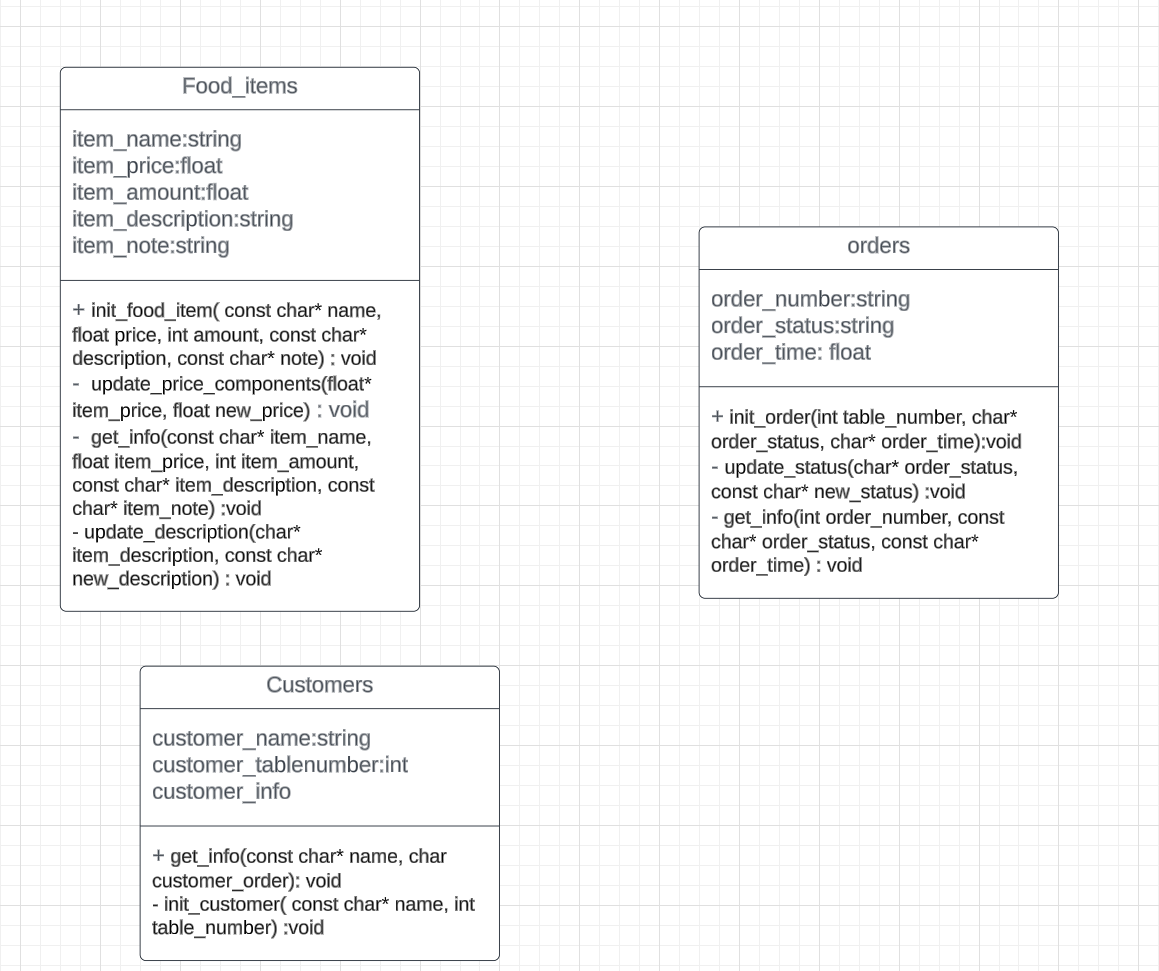 Food_items
item_name:string
item_price:float
item_amount:float
item_description:string
item_note:string
+ init_food_item( const char* name,
float price, int amount, const char*
description, const char* note) : void
- update_price_components(float*
item_price, float new_price) : void
- get_info(const char* item_name,
float item_price, int item_amount,
const char* item_description, const
char* item_note) :void
- update_description(char*
item_description, const char*
new_description) : void
orders
order_number:string
order_status:string
order_time: float
+ init_order(int table_number, char*
order_status, char* order_time):void
- update_status(char* order_status,
const char* new_status) :void
- get_info(int order_number, const
char* order_status, const char*
order_time) : void
Customers
customer_name:string
customer_tablenumber:int
customer_info
+ get_info(const char* name, char
customer_order): void
- init_customer( const char* name, int
table_number) :void